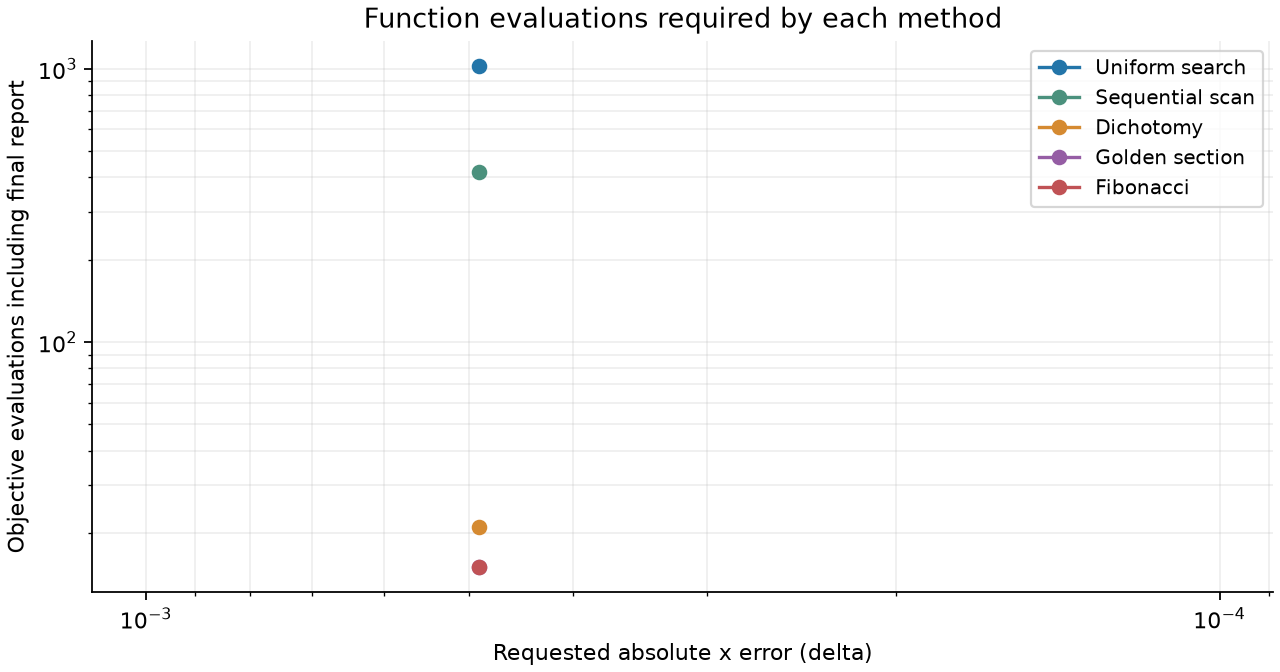 Function evaluations required by each method
Objective evaluations including final report
10³
10²
Uniform search
Sequential scan
Dichotomy
Golden section
Fibonacci
10⁻³
10⁻⁴
Requested absolute x error (delta)